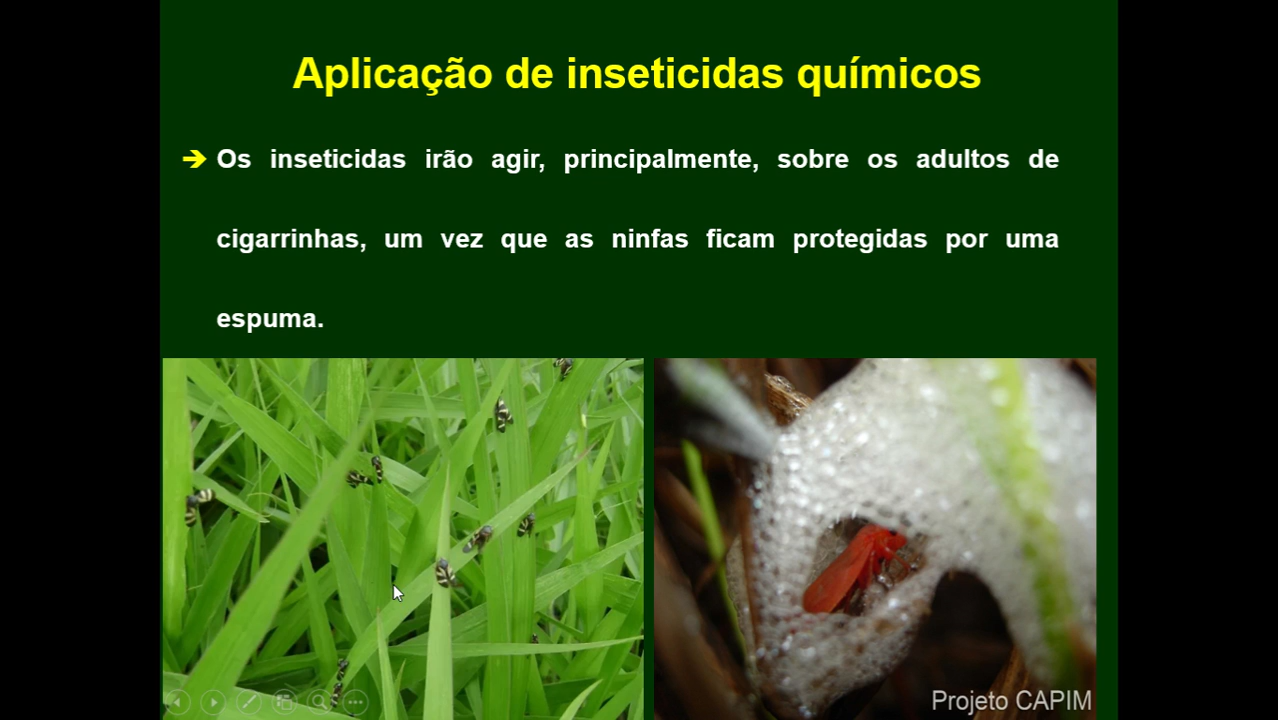 Aplicação de inseticidas químicos
➔ Os inseticidas irão agir, principalmente, sobre os adultos de
cigarrinhas, um vez que as ninfas ficam protegidas por uma
espuma.
Projeto CAPIM